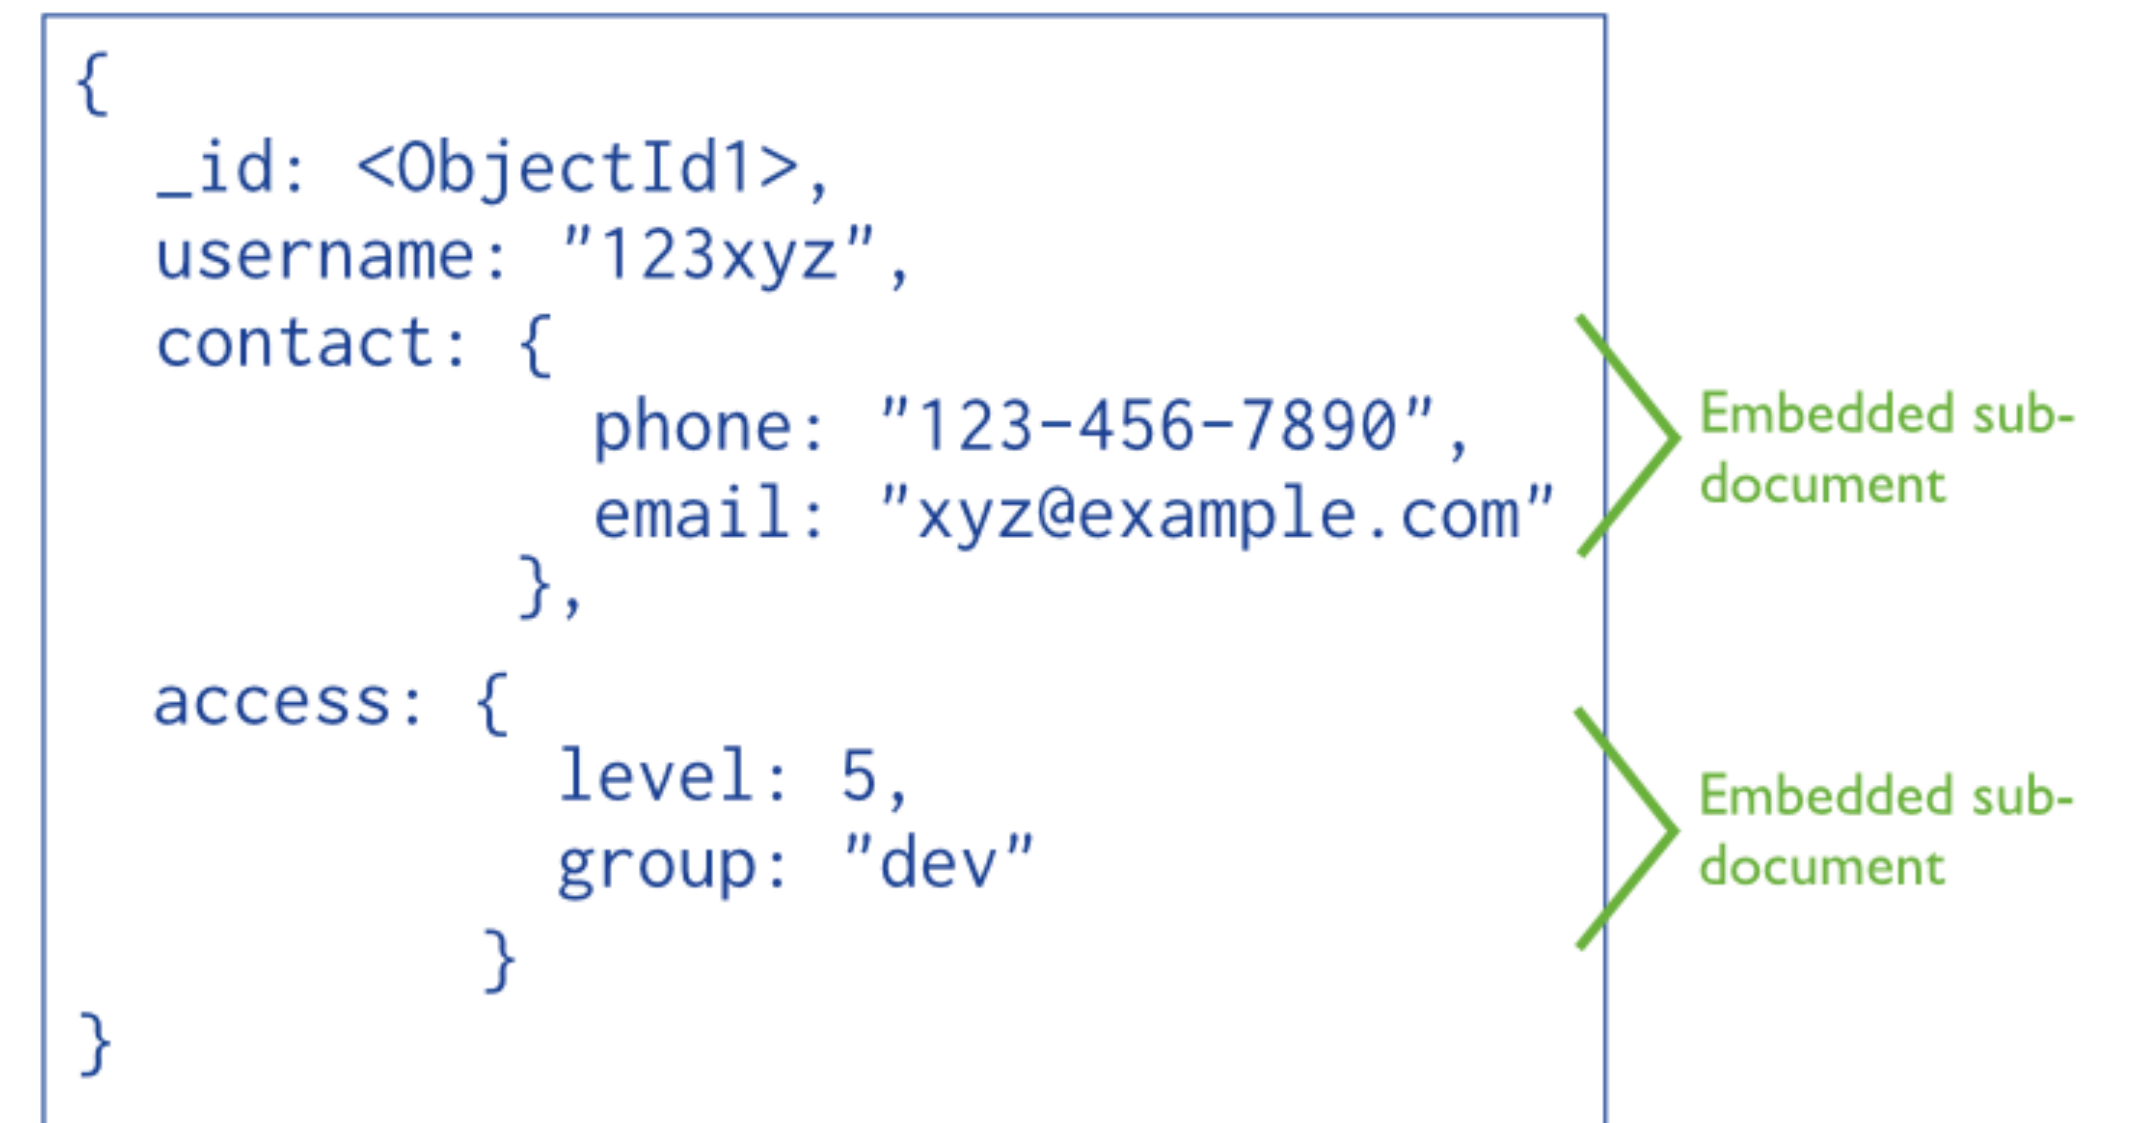 {
_id: <ObjectId1>,
username: "123xyz",
contact: {
phone: "123-456-7890",
email: "xyz@example.com"
},
access: {
level: 5,
group: "dev"
}
}
Embedded sub-
document
Embedded sub-
document